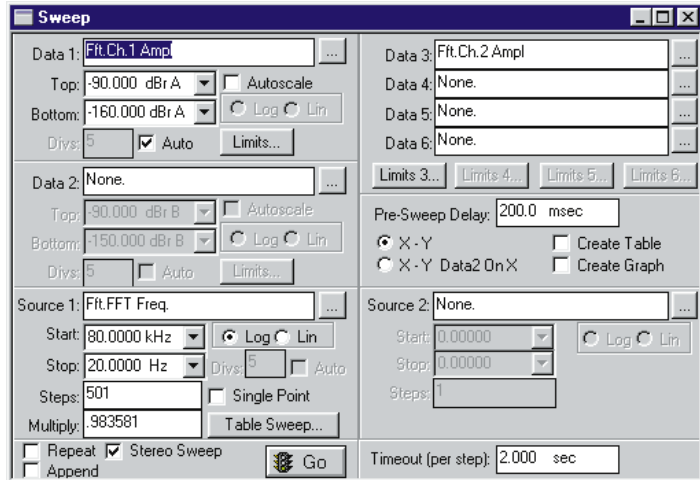 Sweep
Data 1: Fft.Ch.1 Ampl ...
Top: -90.000 dBr A Autoscale
Bottom: -160.000 dBr A Log Lin
Divs: 5 Auto Limits...
Data 2: None. ...
Top: -90.000 dBr B Autoscale
Bottom: -150.000 dBr B Log Lin
Divs: 5 Auto Limits...
Source 1: Fft.FFT Freq. ...
Start: 80.0000 kHz Log Lin
Stop: 20.0000 Hz Divs: 5 Auto
Steps: 501 Single Point
Multiply: .983581 Table Sweep...
Repeat Stereo Sweep
Append Go
Data 3: Fft.Ch.2 Ampl ...
Data 4: None. ...
Data 5: None. ...
Data 6: None. ...
Limits 3... Limits 4... Limits 5... Limits 6...
Pre-Sweep Delay: 200.0 msec
X - Y Create Table
X - Y Data2 On X Create Graph
Source 2: None. ...
Start: 0.00000 Log Lin
Stop: 0.00000
Steps: 1
Timeout (per step): 2.000 sec